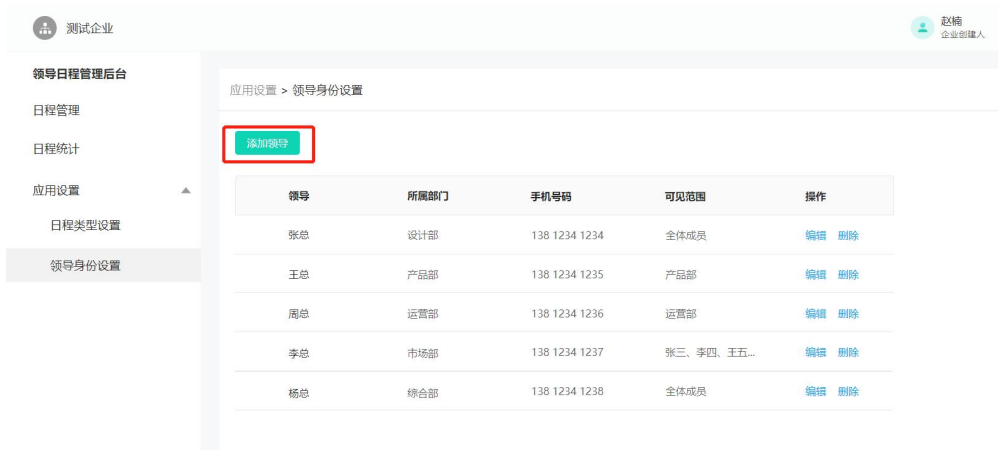 测试企业
赵楠
企业创建人
领导日程管理后台
日程管理
日程统计
应用设置
日程类型设置
领导身份设置
应用设置 > 领导身份设置
添加领导
领导 所属部门 手机号码 可见范围 操作
张总 设计部 138 1234 1234 全体成员 编辑 删除
王总 产品部 138 1234 1235 产品部 编辑 删除
周总 运营部 138 1234 1236 运营部 编辑 删除
李总 市场部 138 1234 1237 张三、李四、王五... 编辑 删除
杨总 综合部 138 1234 1238 全体成员 编辑 删除